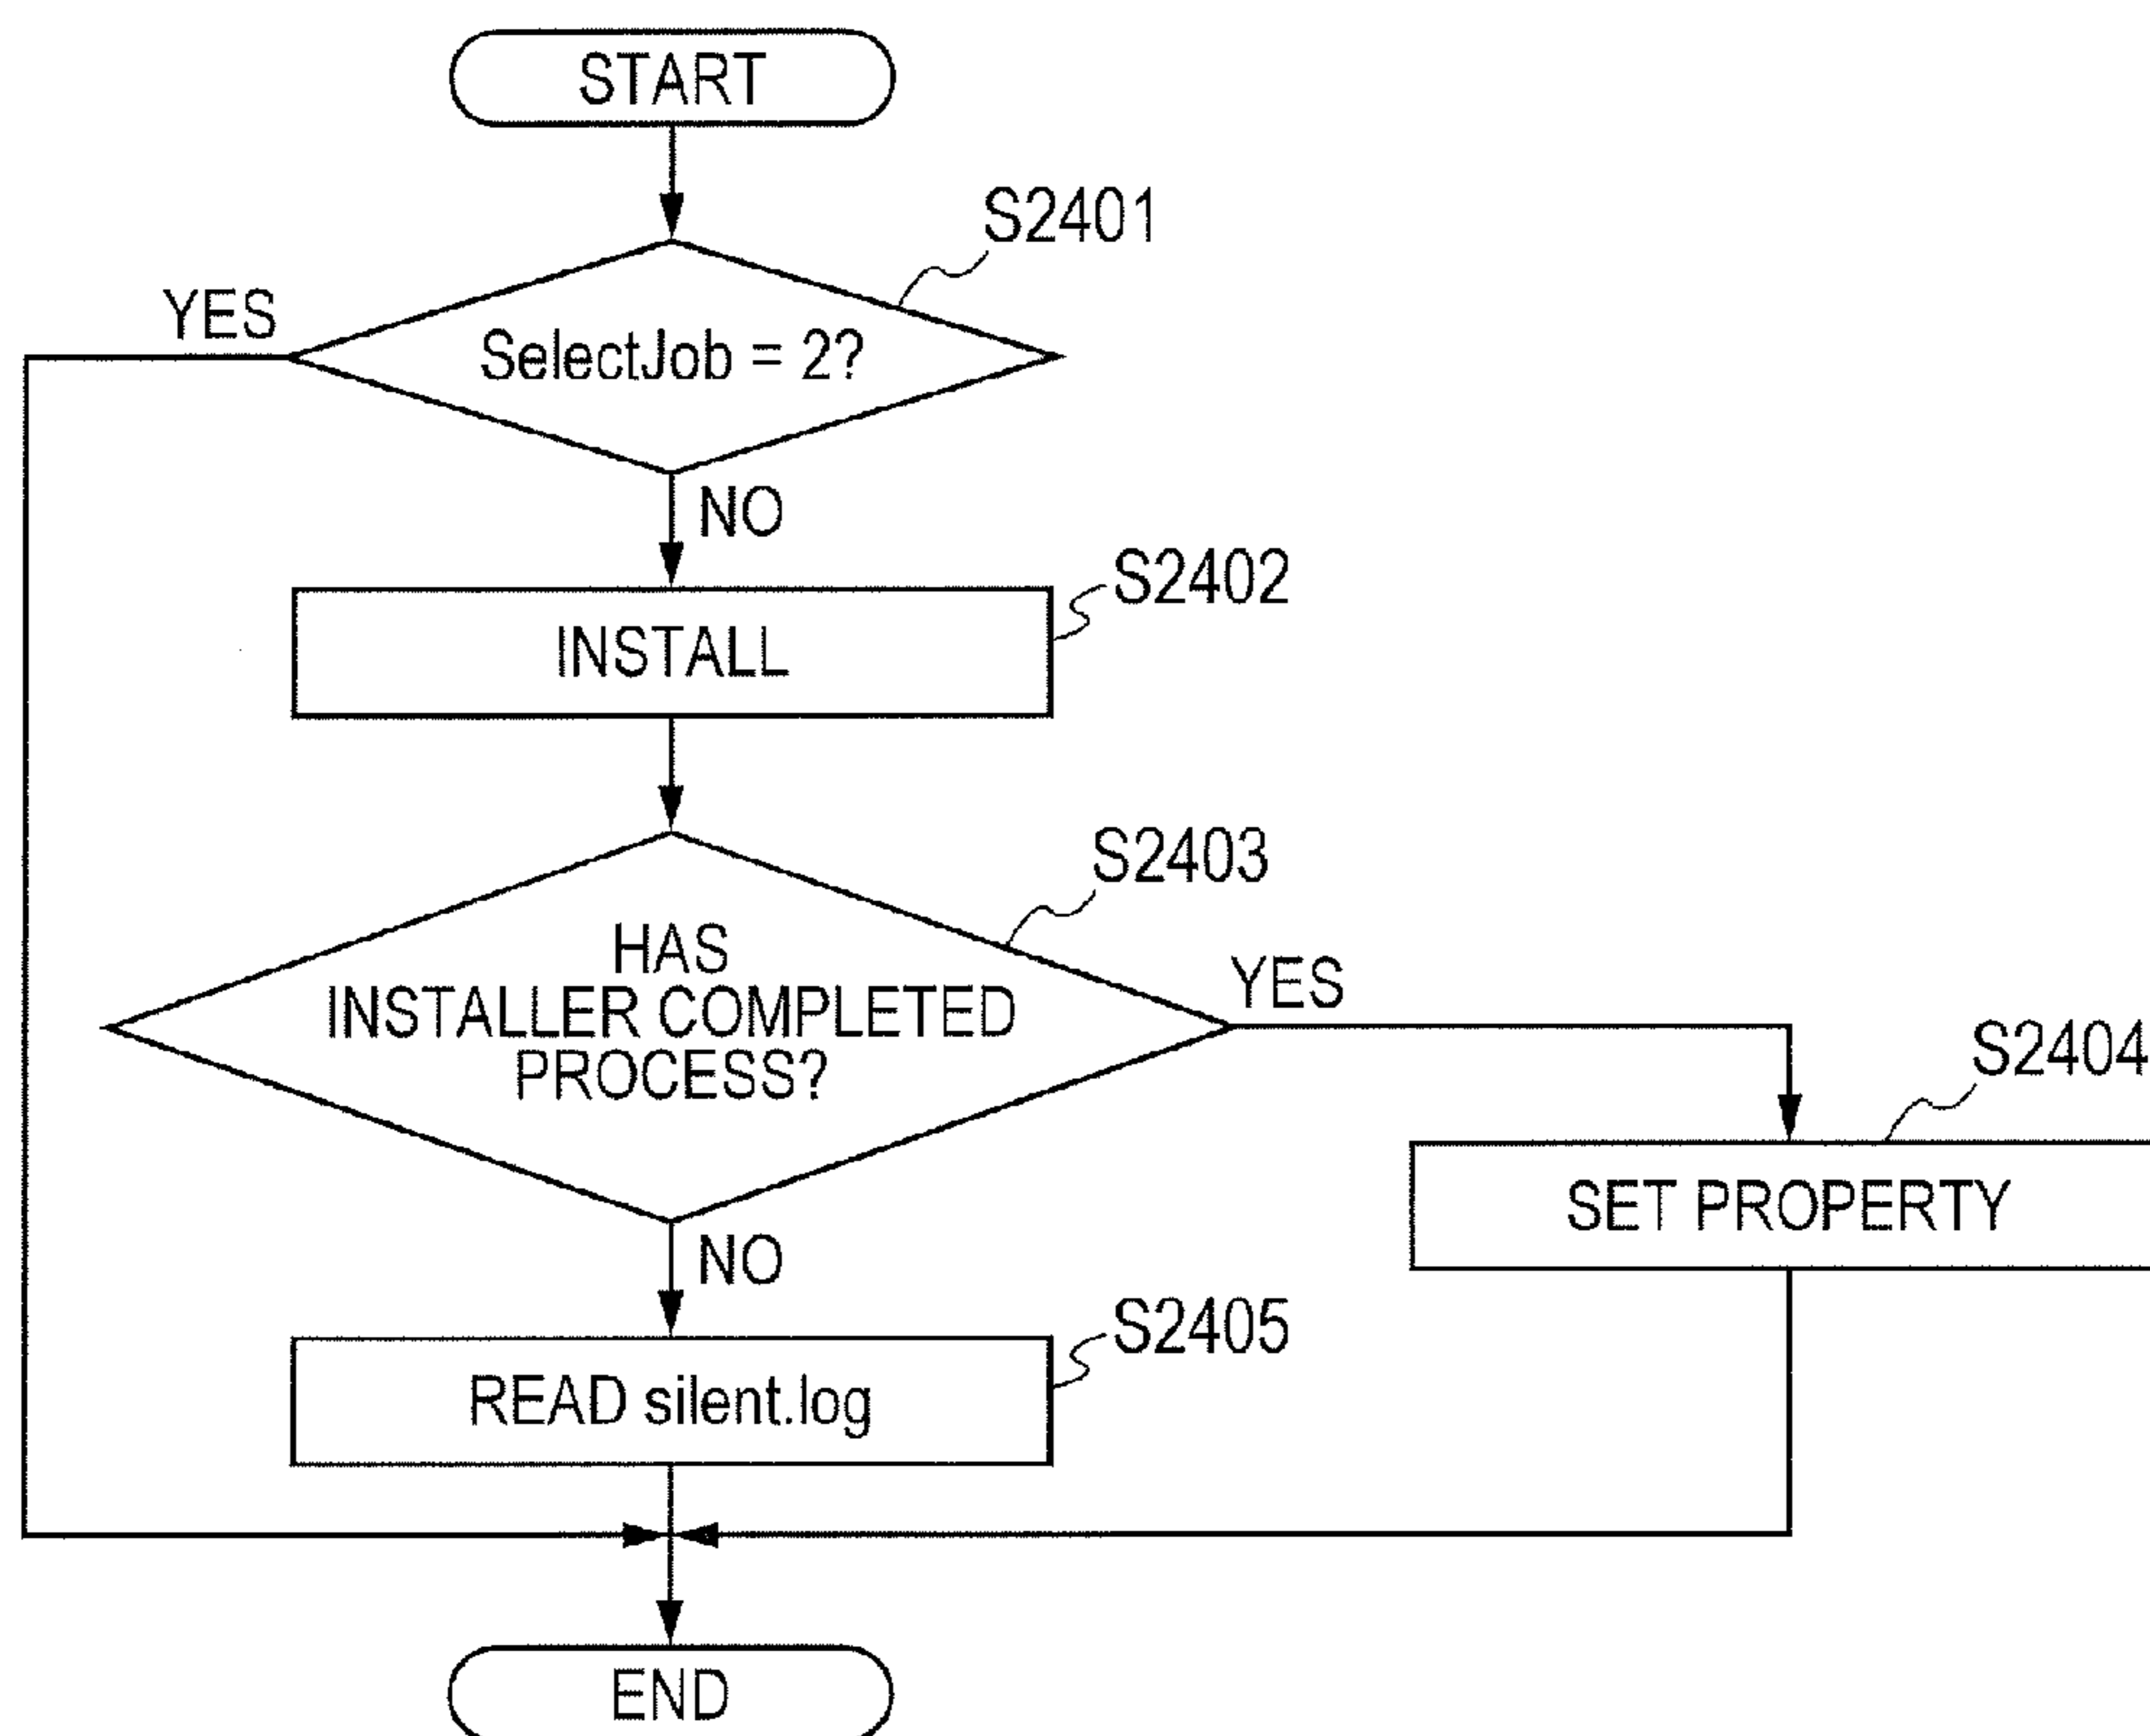 START
S2401
YES
SelectJob = 2?
NO
S2402
INSTALL
S2403
HAS
INSTALLER COMPLETED
PROCESS?
YES
S2404
SET PROPERTY
NO
S2405
READ silent.log
END